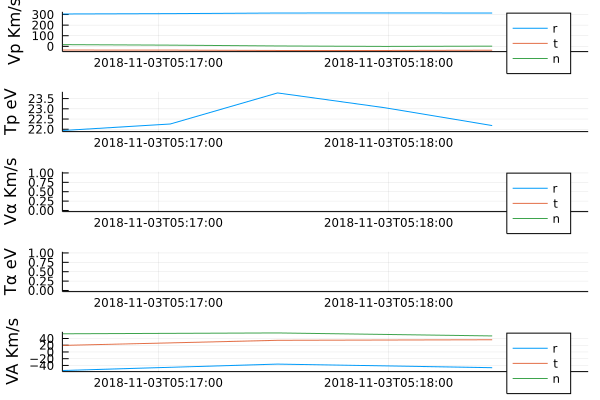 Vp Km/s
300
200
100
0
r
t
n
2018-11-03T05:17:00
2018-11-03T05:18:00
Tp eV
23.5
23.0
22.5
22.0
2018-11-03T05:17:00
2018-11-03T05:18:00
Vα Km/s
1.00
0.75
0.50
0.25
0.00
r
t
n
2018-11-03T05:17:00
2018-11-03T05:18:00
Tα eV
1.00
0.75
0.50
0.25
0.00
2018-11-03T05:17:00
2018-11-03T05:18:00
VA Km/s
40
20
0
−20
−40
r
t
n
2018-11-03T05:17:00
2018-11-03T05:18:00